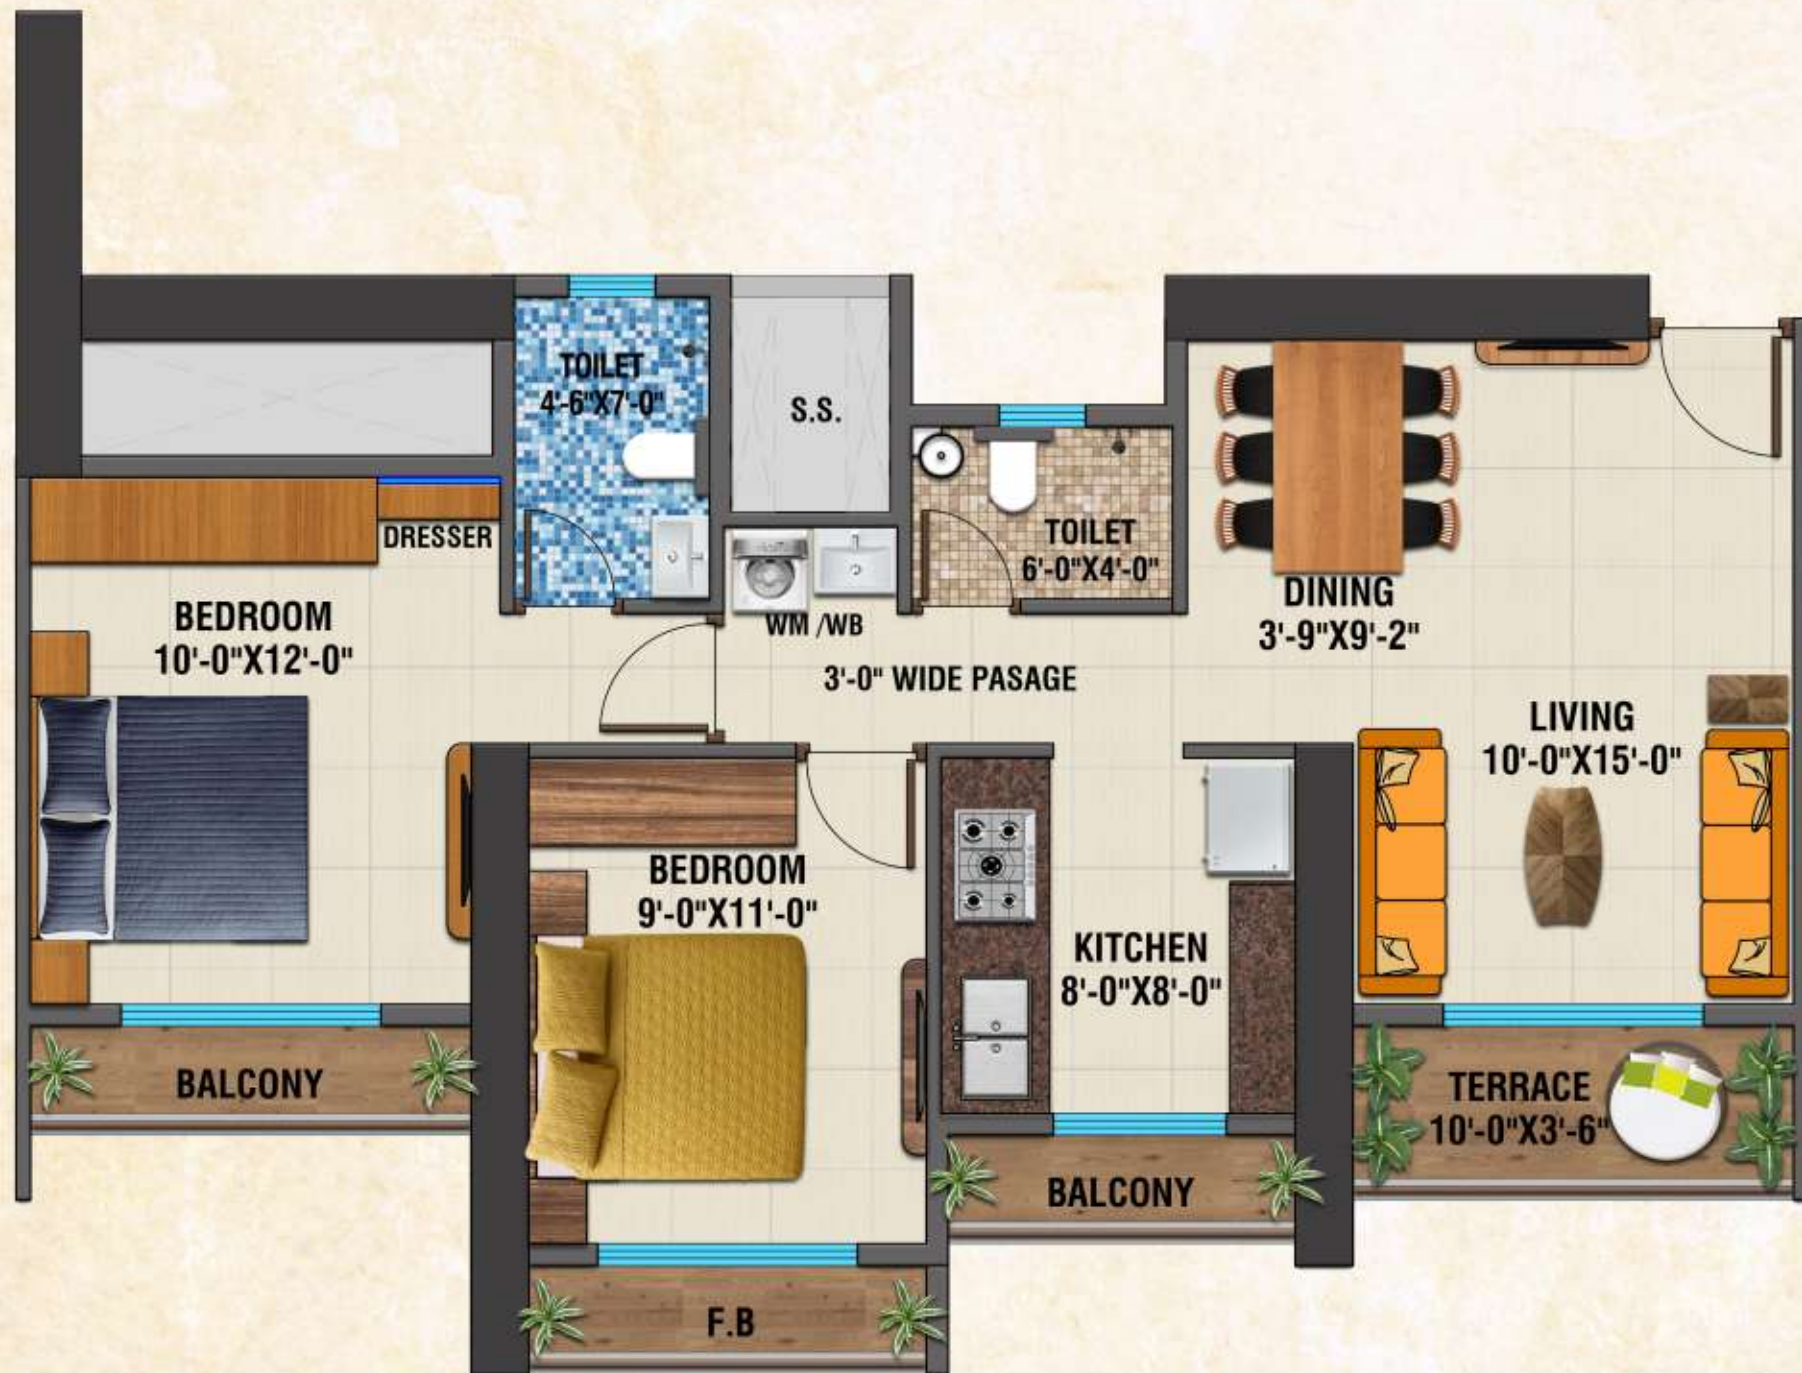 TOILET
4'-6"X7'-0"
S.S.
DRESSER
TOILET
6'-0"X4'-0"
BEDROOM
10'-0"X12'-0"
WM /WB
DINING
3'-9"X9'-2"
3'-0" WIDE PASAGE
LIVING
10'-0"X15'-0"
BEDROOM
9'-0"X11'-0"
KITCHEN
8'-0"X8'-0"
BALCONY
TERRACE
10'-0"X3'-6"
BALCONY
F.B